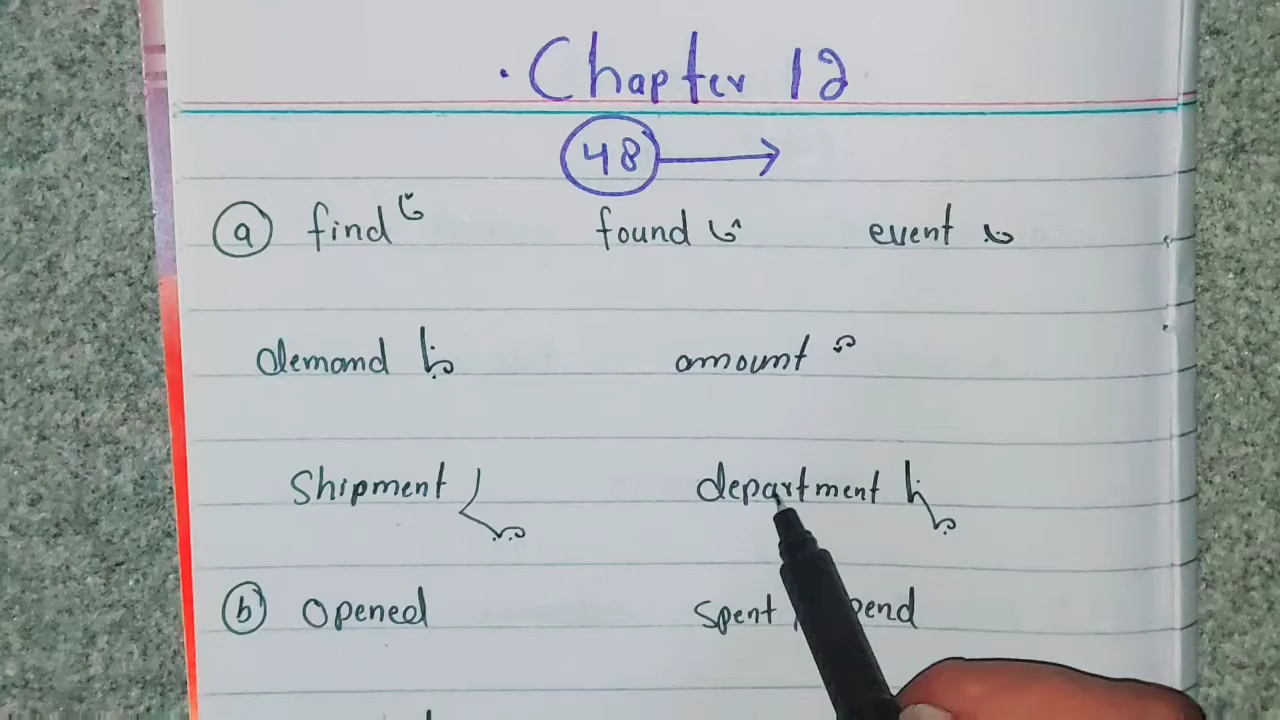 Chapter 12
48
a find found event
demand amount
Shipment department
b Opened Spent